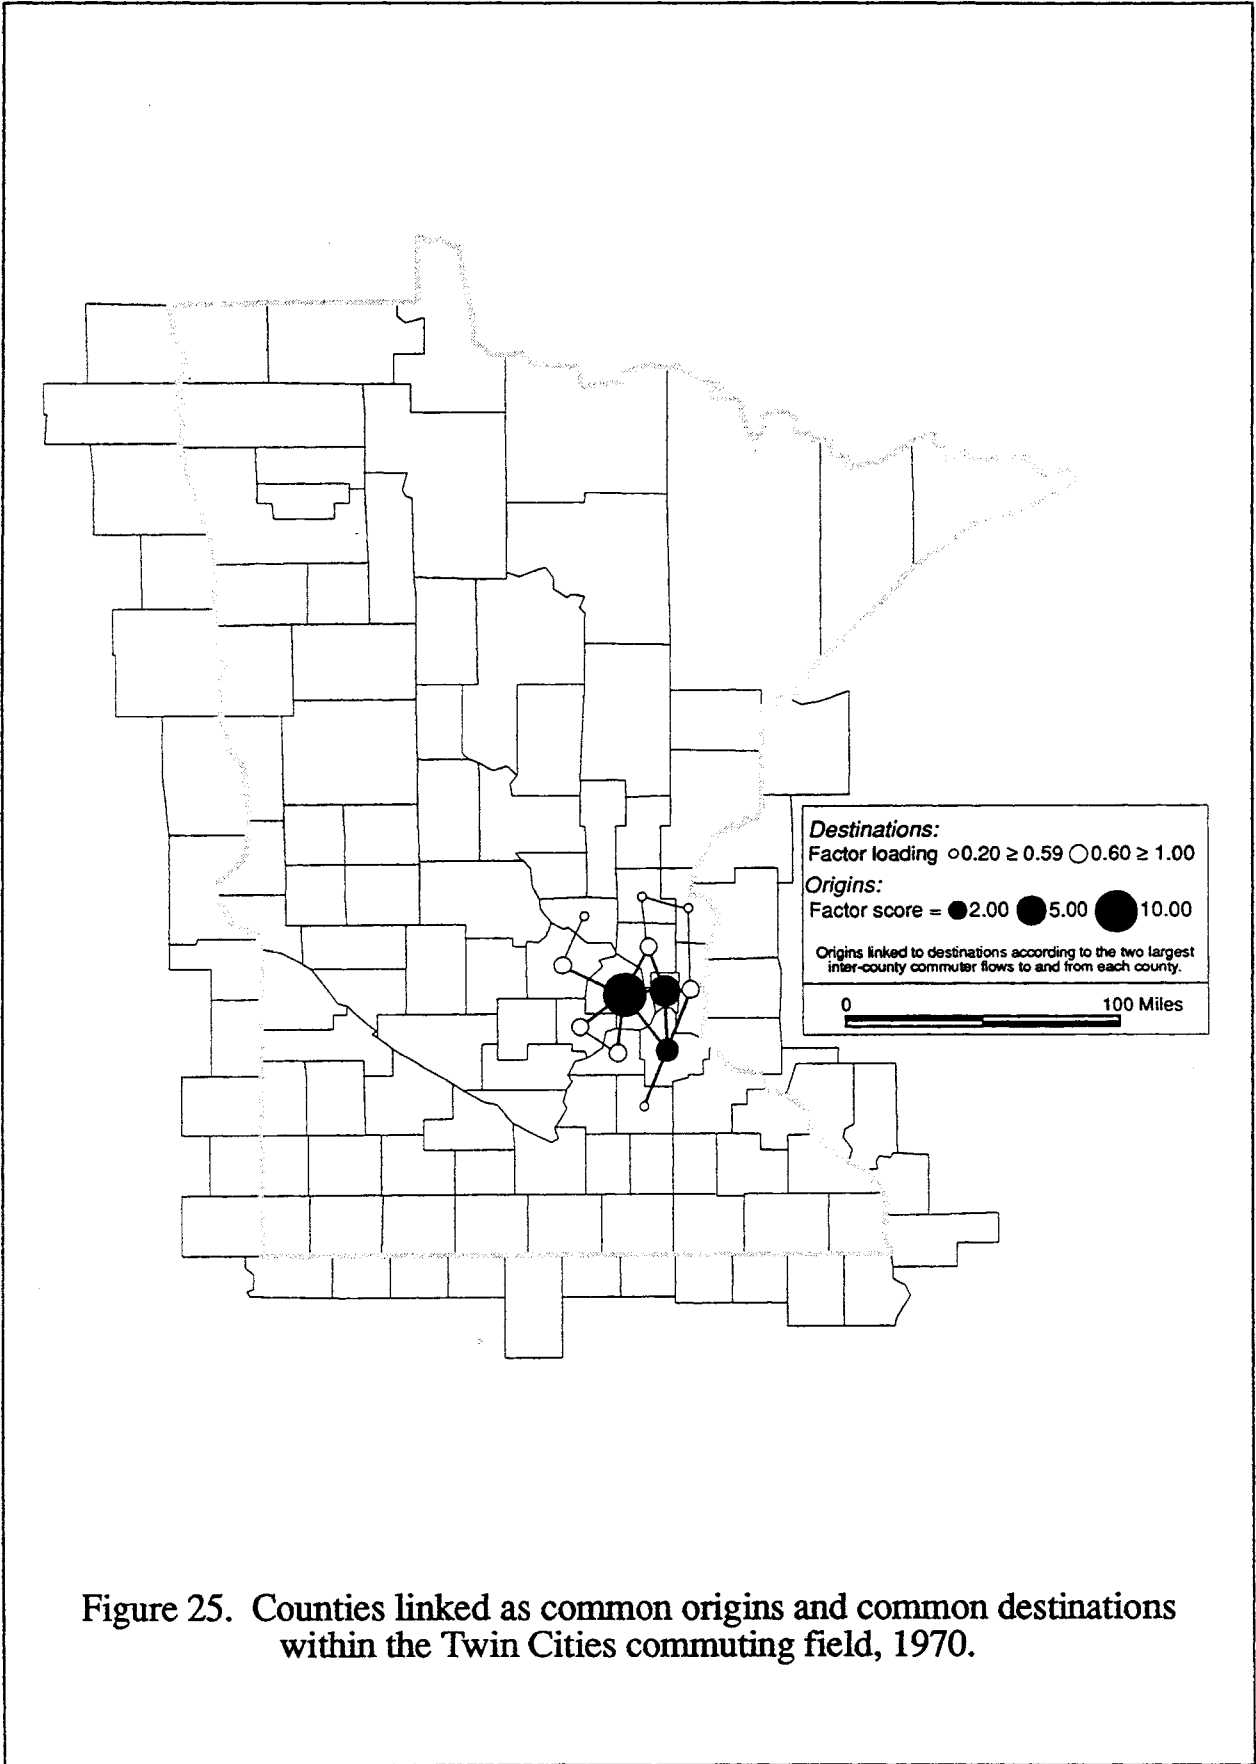 Destinations:
Factor loading ○0.20 ≥ 0.59 ○0.60 ≥ 1.00
Origins:
Factor score = ●2.00 ●5.00 ●10.00
Origins linked to destinations according to the two largest
inter-county commuter flows to and from each county.
0 100 Miles
Figure 25. Counties linked as common origins and common destinations
within the Twin Cities commuting field, 1970.